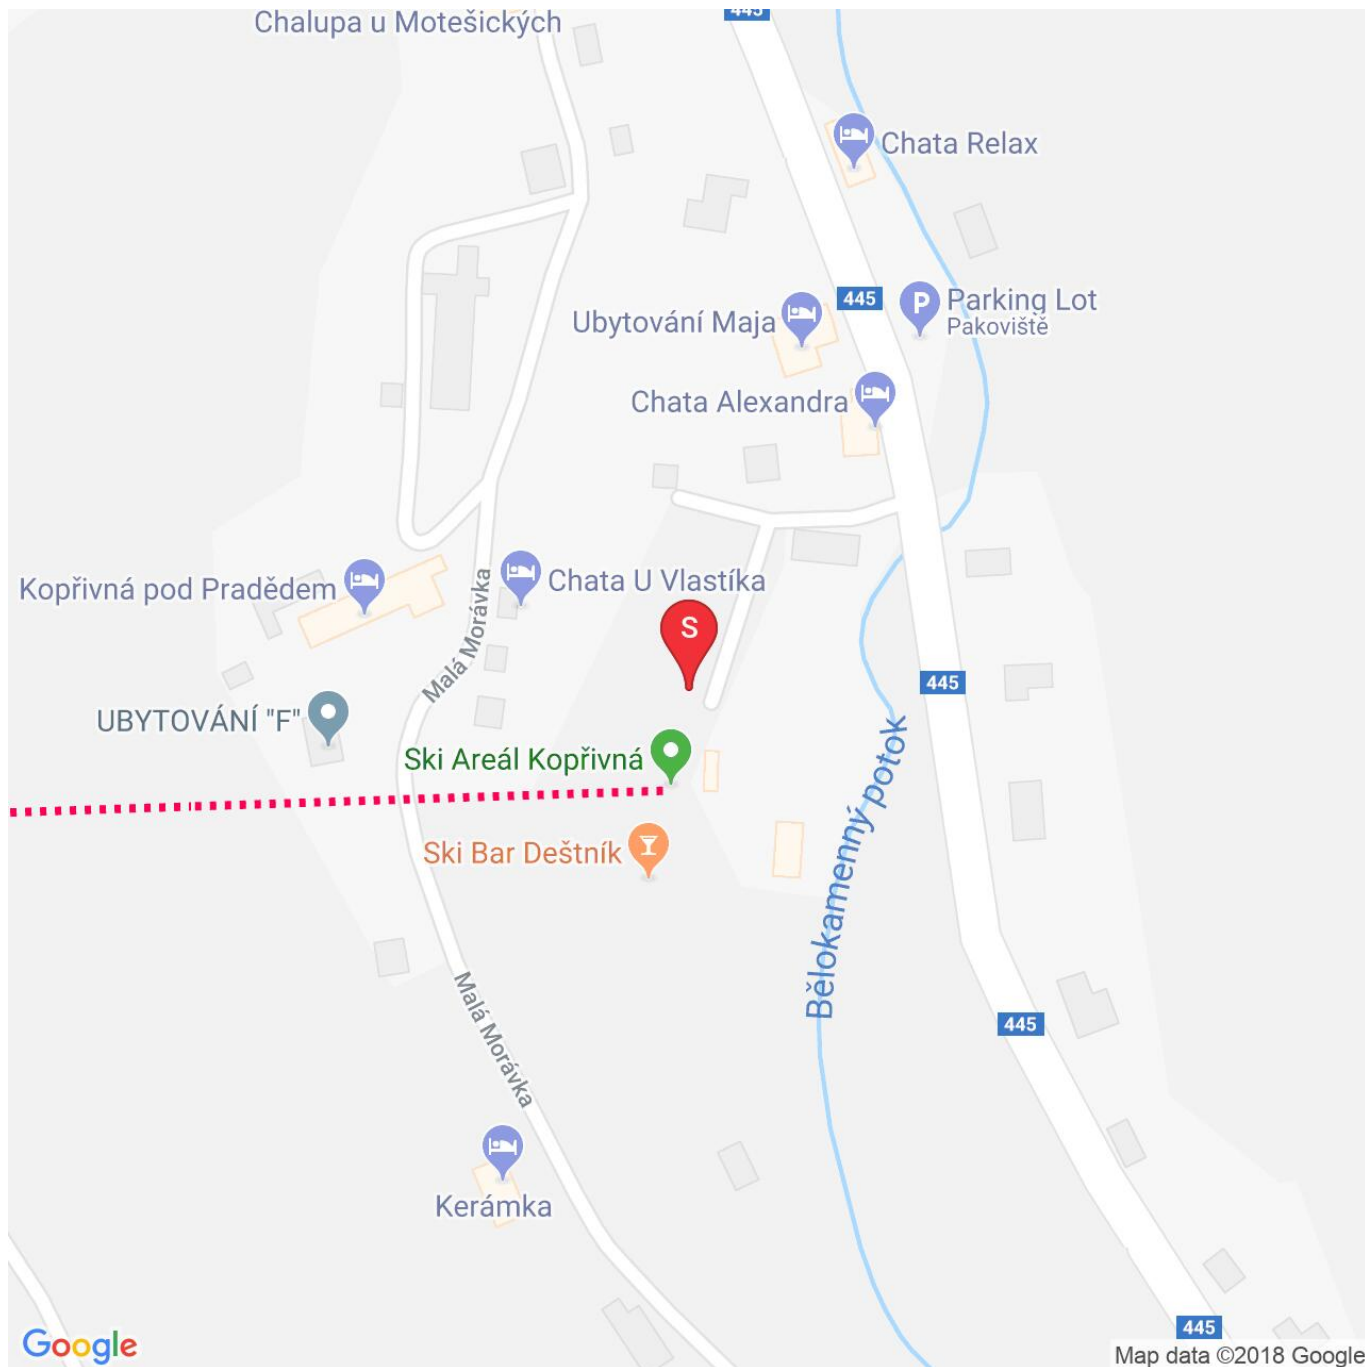 445
Chalupa u Motešických
Chata Relax
445
Parking Lot
Pakoviště
Ubytování Maja
Chata Alexandra
Kopřivná pod Pradědem
Chata U Vlastíka
Malá Morávka
S
445
UBYTOVÁNÍ "F"
Ski Areál Kopřivná
Bělokamenný potok
Ski Bar Deštník
Malá Morávka
445
Kerámka
445
Google
Map data ©2018 Google